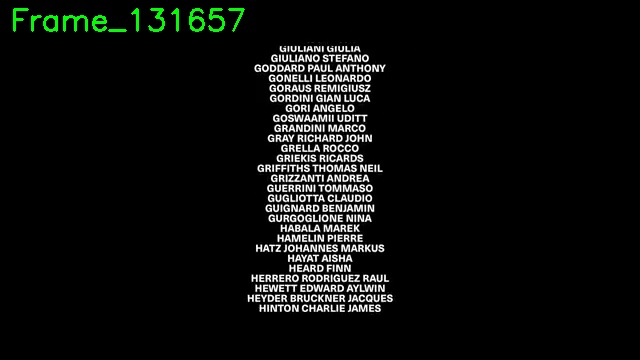 Frame_131657
GIULIANI GIULIA
GIULIANO STEFANO
GODDARD PAUL ANTHONY
GONELLI LEONARDO
GORAUS REMIGIUSZ
GORDINI GIAN LUCA
GORI ANGELO
GOSWAAMII UDITT
GRANDINI MARCO
GRAY RICHARD JOHN
GRELLA ROCCO
GRIEKIS RICARDS
GRIFFITHS THOMAS NEIL
GRIZZANTI ANDREA
GUERRINI TOMMASO
GUGLIOTTA CLAUDIO
GUIGNARD BENJAMIN
GURGOGLIONE NINA
HABALA MAREK
HAMELIN PIERRE
HATZ JOHANNES MARKUS
HAYAT AISHA
HEARD FINN
HERRERO RODRIGUEZ RAUL
HEWETT EDWARD AYLWIN
HEYDER BRUCKNER JACQUES
HINTON CHARLIE JAMES